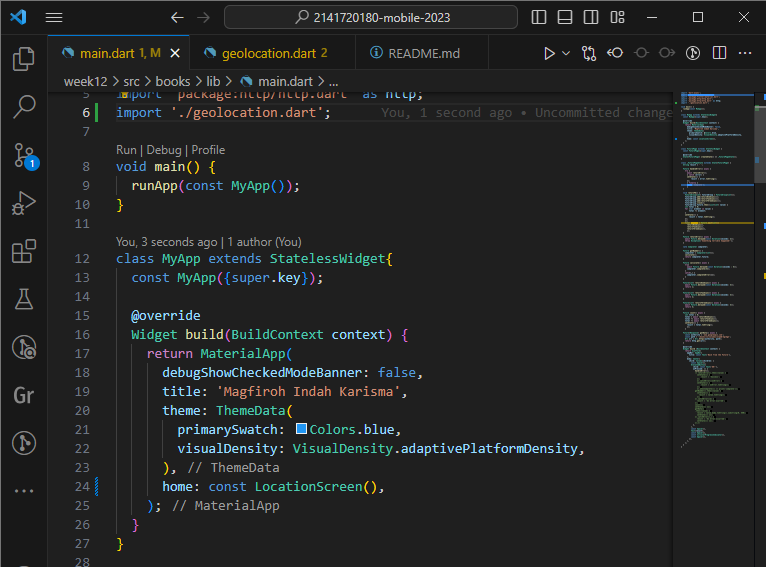 2141720180-mobile-2023
main.dart 1, M
geolocation.dart 2
README.md
week12 > src > books > lib > main.dart > ...
5 import 'package:http/http.dart' as http;
6 import './geolocation.dart'; You, 1 second ago • Uncommitted change
7
Run | Debug | Profile
8 void main() {
9 runApp(const MyApp());
10 }
11
You, 3 seconds ago | 1 author (You)
12 class MyApp extends StatelessWidget{
13 const MyApp({super.key});
14
15 @override
16 Widget build(BuildContext context) {
17 return MaterialApp(
18 debugShowCheckedModeBanner: false,
19 title: 'Magfiroh Indah Karisma',
20 theme: ThemeData(
21 primarySwatch: Colors.blue,
22 visualDensity: VisualDensity.adaptivePlatformDensity,
23 ), // ThemeData
24 home: const LocationScreen(),
25 ); // MaterialApp
26 }
27 }
28
1
Gr